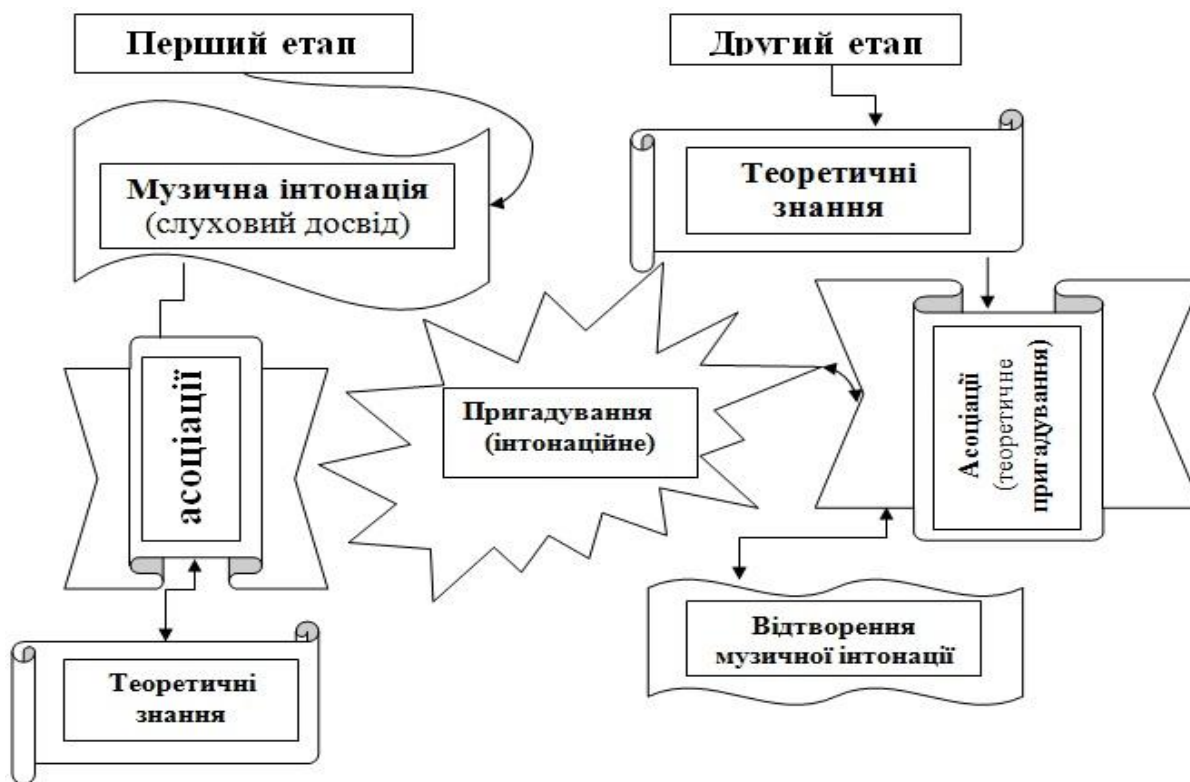 Перший етап
Другий етап
Музична інтонація
(слуховий досвід)
Теоретичні
знання
асоціації
Пригадування
(інтонаційне)
Асоціації
(теоретичне
пригадування)
Відтворення
музичної інтонації
Теоретичні
знання